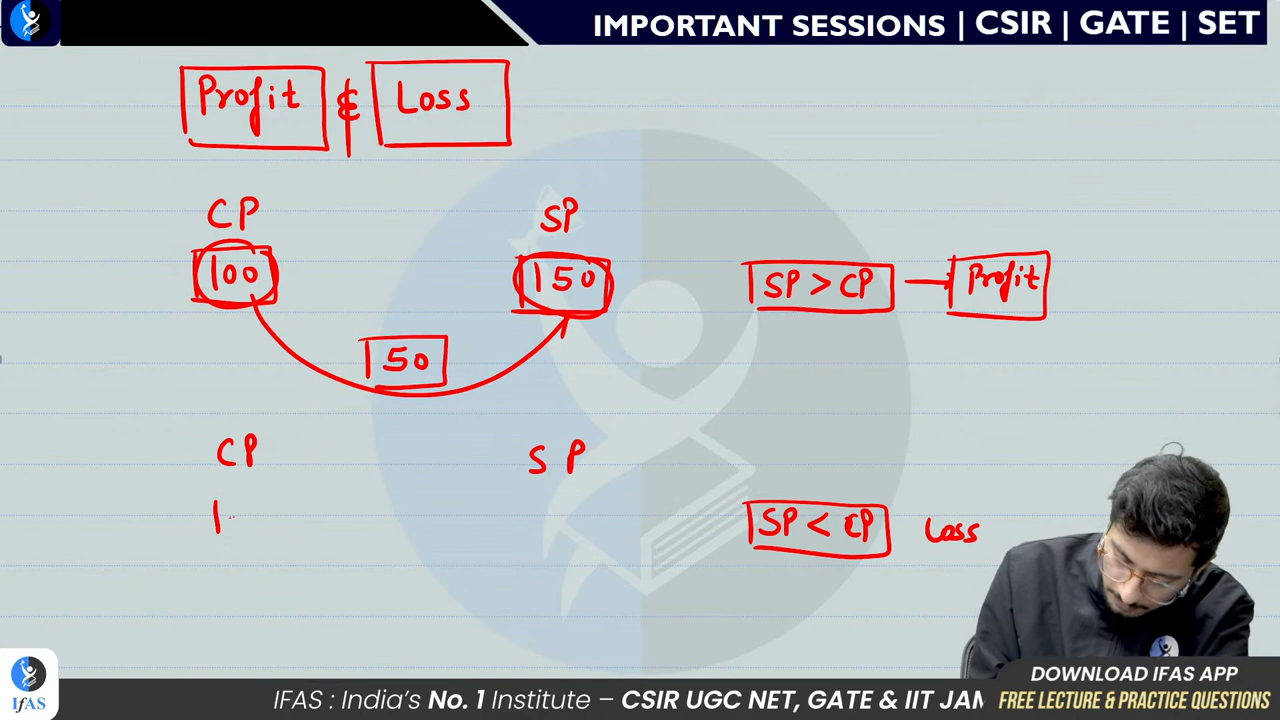 IMPORTANT SESSIONS | CSIR | GATE | SET
Profit & Loss
CP SP
100 150 SP > CP → Profit
50
CP S P
1 SP < CP Loss
DOWNLOAD IFAS APP
FREE LECTURE & PRACTICE QUESTIONS
IFAS
IFAS : India's No. 1 Institute – CSIR UGC NET, GATE & IIT JAM